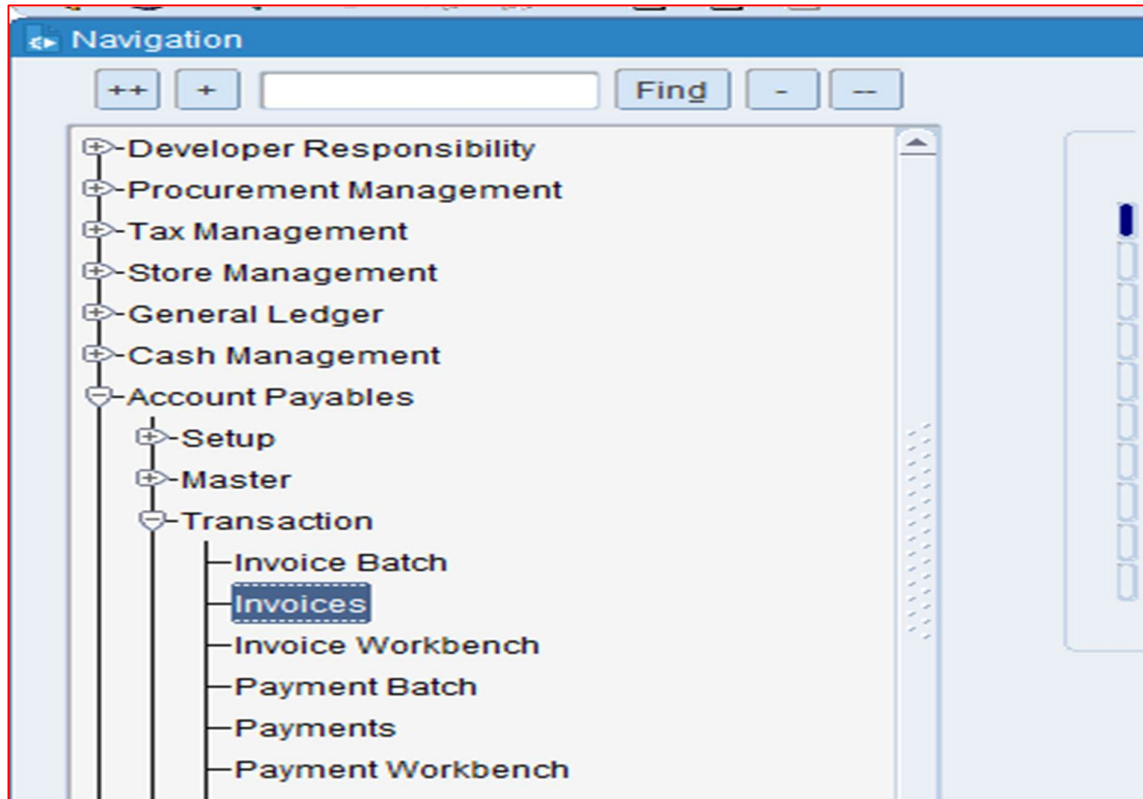 Navigation
++ + Find - --
Developer Responsibility
Procurement Management
Tax Management
Store Management
General Ledger
Cash Management
Account Payables
Setup
Master
Transaction
Invoice Batch
Invoices
Invoice Workbench
Payment Batch
Payments
Payment Workbench